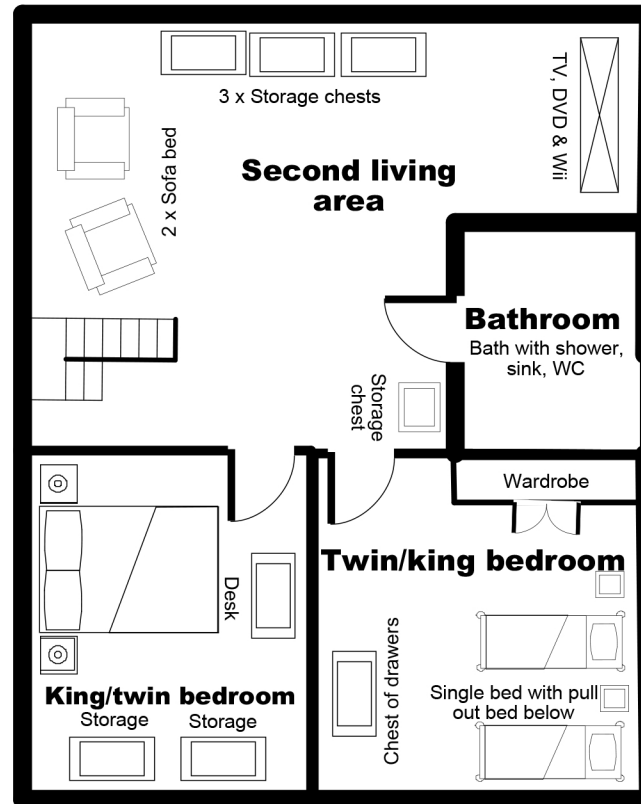 3 x Storage chests
TV, DVD & Wii
2 x Sofa bed
Second living
area
Bathroom
Bath with shower,
sink, WC
Storage
chest
Wardrobe
Twin/king bedroom
Desk
Chest of drawers
Single bed with pull
out bed below
King/twin bedroom
Storage
Storage